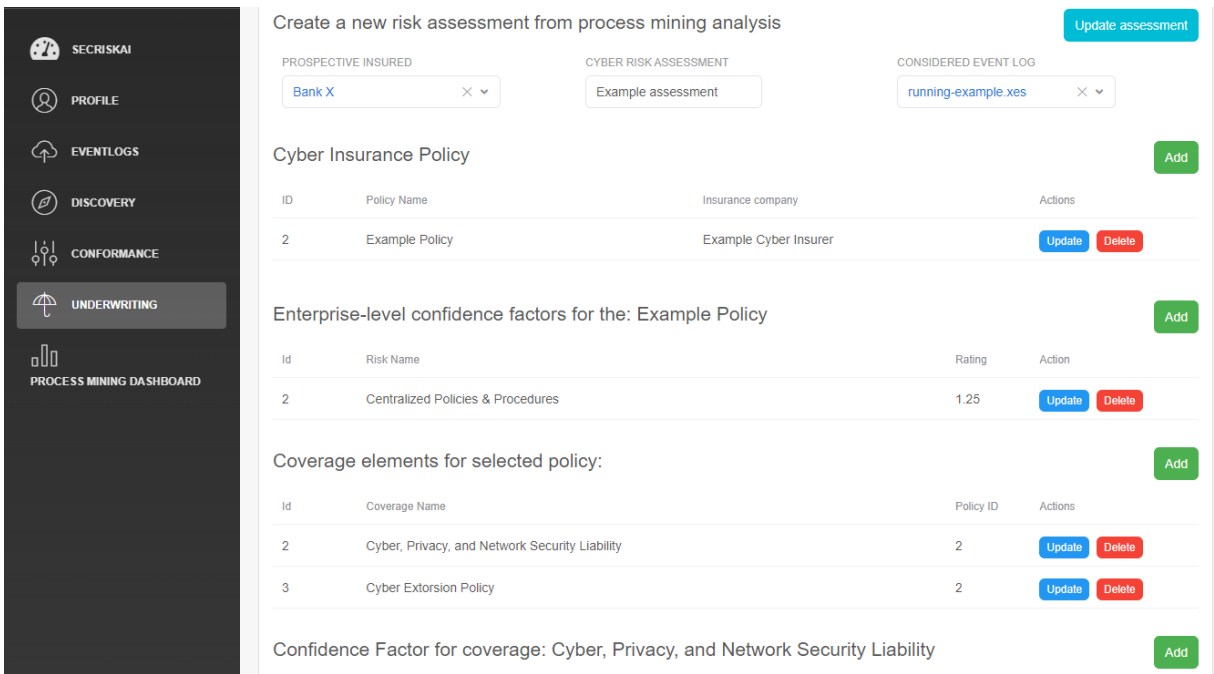 Create a new risk assessment from process mining analysis
Update assessment
SECRISKAI
PROFILE
EVENTLOGS
DISCOVERY
CONFORMANCE
UNDERWRITING
PROCESS MINING DASHBOARD
PROSPECTIVE INSURED CYBER RISK ASSESSMENT CONSIDERED EVENT LOG
Bank X Example assessment running-example.xes
Cyber Insurance Policy Add
ID Policy Name Insurance company Actions
2 Example Policy Example Cyber Insurer Update Delete
Enterprise-level confidence factors for the: Example Policy Add
Id Risk Name Rating Action
2 Centralized Policies & Procedures 1.25 Update Delete
Coverage elements for selected policy: Add
Id Coverage Name Policy ID Actions
2 Cyber, Privacy, and Network Security Liability 2 Update Delete
3 Cyber Extorsion Policy 2 Update Delete
Confidence Factor for coverage: Cyber, Privacy, and Network Security Liability Add